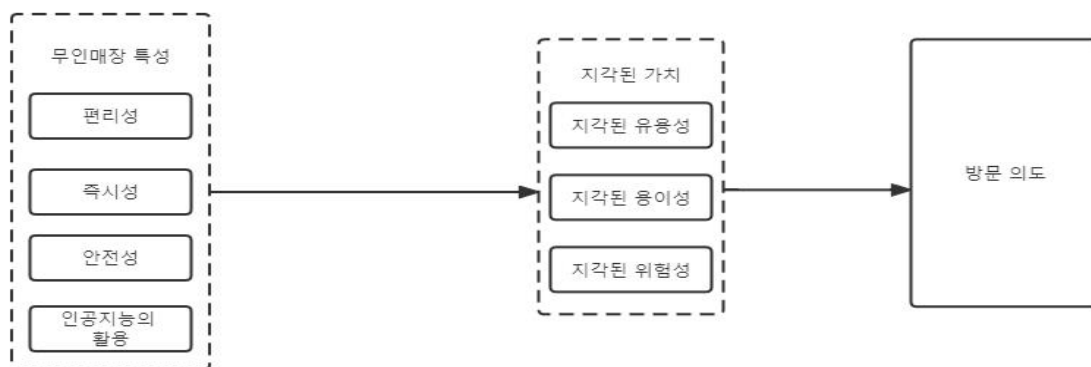 무인매장 특성
편리성
즉시성
안전성
인공지능의
활용
지각된 가치
지각된 유용성
지각된 용이성
지각된 위험성
방문 의도